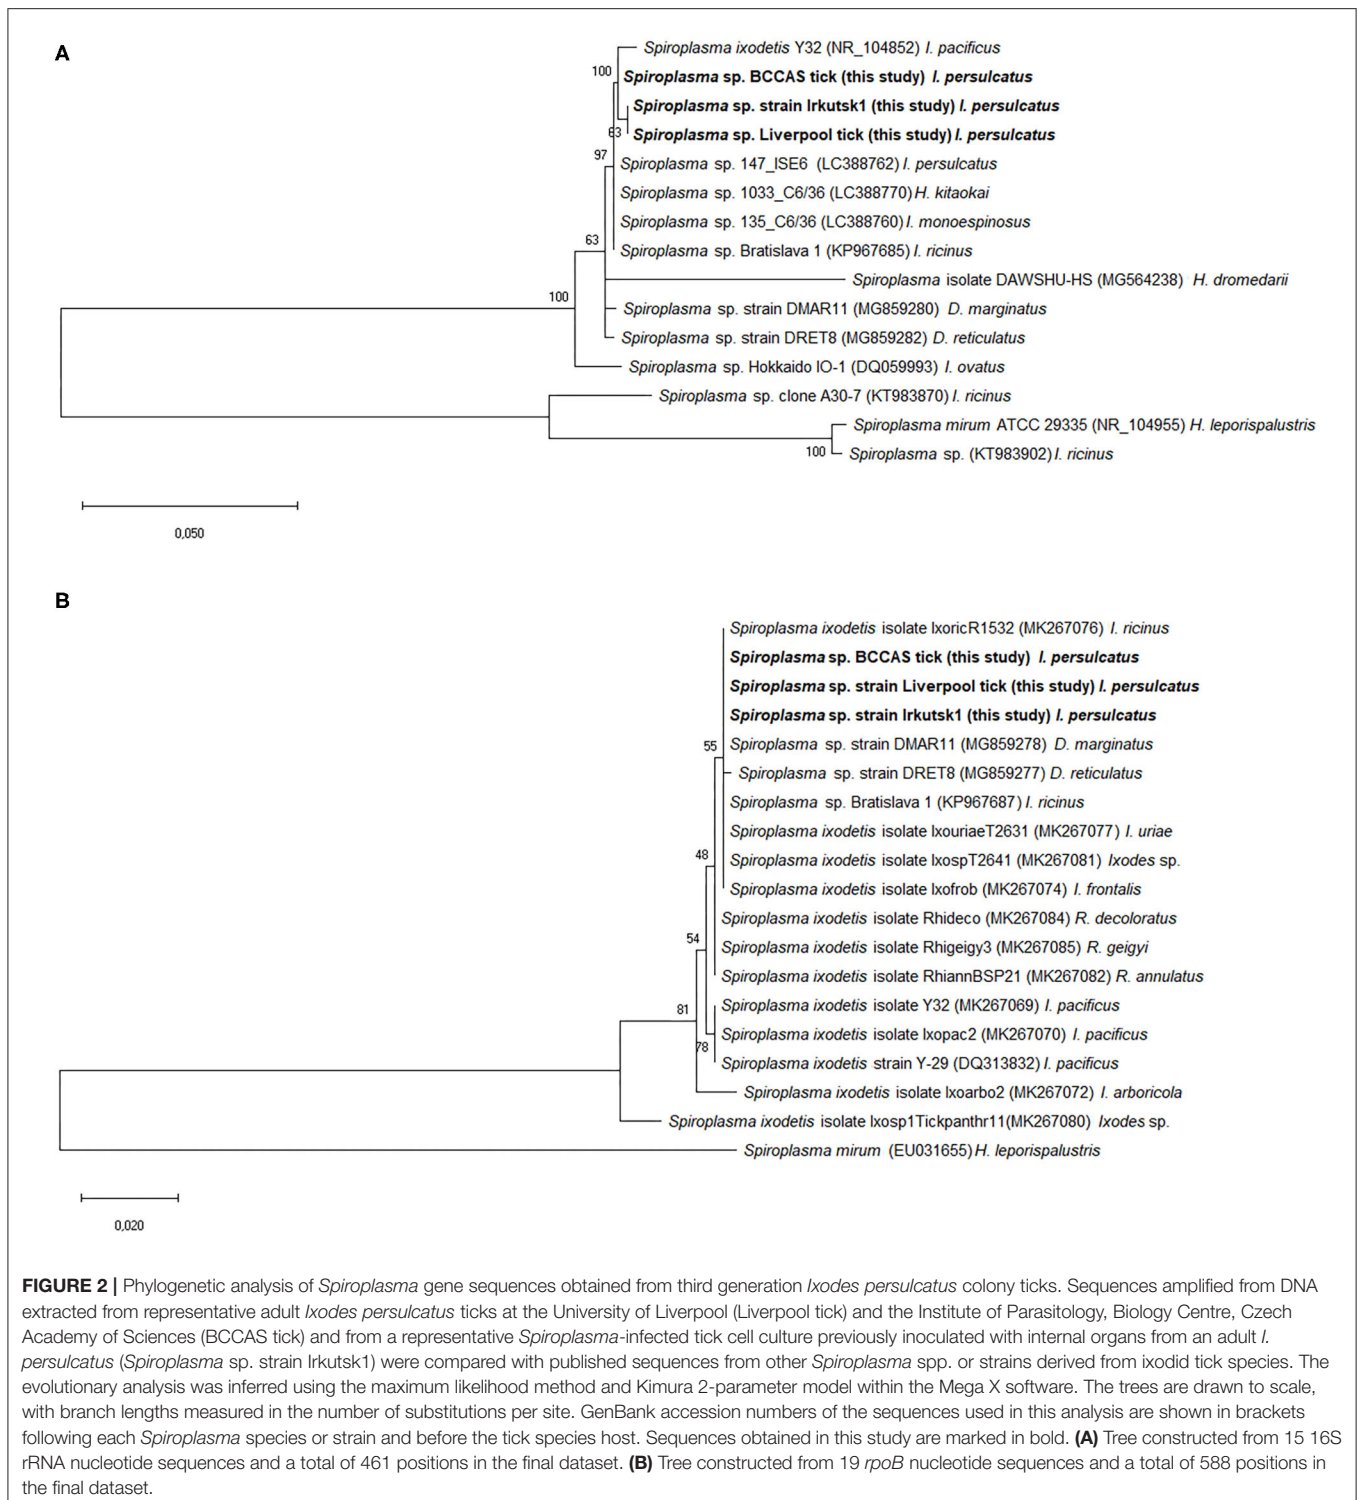 A
Spiroplasma ixodetis Y32 (NR_104852) I. pacificus
100
Spiroplasma sp. BCCAS tick (this study) I. persulcatus
Spiroplasma sp. strain Irkutsk1 (this study) I. persulcatus
63
Spiroplasma sp. Liverpool tick (this study) I. persulcatus
97
Spiroplasma sp. 147_ISE6 (LC388762) I. persulcatus
Spiroplasma sp. 1033_C6/36 (LC388770) H. kitaokai
Spiroplasma sp. 135_C6/36 (LC388760) I. monoespinosus
63
Spiroplasma sp. Bratislava 1 (KP967685) I. ricinus
Spiroplasma isolate DAWSHU-HS (MG564238) H. dromedarii
100
Spiroplasma sp. strain DMAR11 (MG859280) D. marginatus
Spiroplasma sp. strain DRET8 (MG859282) D. reticulatus
Spiroplasma sp. Hokkaido IO-1 (DQ059993) I. ovatus
Spiroplasma sp. clone A30-7 (KT983870) I. ricinus
Spiroplasma mirum ATCC 29335 (NR_104955) H. leporispalustris
100
Spiroplasma sp. (KT983902) I. ricinus
0,050
B
Spiroplasma ixodetis isolate IxoricR1532 (MK267076) I. ricinus
Spiroplasma sp. BCCAS tick (this study) I. persulcatus
Spiroplasma sp. strain Liverpool tick (this study) I. persulcatus
Spiroplasma sp. strain Irkutsk1 (this study) I. persulcatus
55
Spiroplasma sp. strain DMAR11 (MG859278) D. marginatus
Spiroplasma sp. strain DRET8 (MG859277) D. reticulatus
Spiroplasma sp. Bratislava 1 (KP967687) I. ricinus
Spiroplasma ixodetis isolate IxouriaeT2631 (MK267077) I. uriae
48
Spiroplasma ixodetis isolate IxospT2641 (MK267081) Ixodes sp.
Spiroplasma ixodetis isolate Ixofrob (MK267074) I. frontalis
Spiroplasma ixodetis isolate Rhideco (MK267084) R. decoloratus
54
Spiroplasma ixodetis isolate Rhigeigy3 (MK267085) R. geigyi
Spiroplasma ixodetis isolate RhiannBSP21 (MK267082) R. annulatus
81
Spiroplasma ixodetis isolate Y32 (MK267069) I. pacificus
Spiroplasma ixodetis isolate Ixopac2 (MK267070) I. pacificus
78
Spiroplasma ixodetis strain Y-29 (DQ313832) I. pacificus
Spiroplasma ixodetis isolate Ixoarbo2 (MK267072) I. arboricola
Spiroplasma ixodetis isolate Ixosp1Tickpanthr11(MK267080) Ixodes sp.
Spiroplasma mirum (EU031655) H. leporispalustris
0,020
FIGURE 2 | Phylogenetic analysis of Spiroplasma gene sequences obtained from third generation Ixodes persulcatus colony ticks. Sequences amplified from DNA
extracted from representative adult Ixodes persulcatus ticks at the University of Liverpool (Liverpool tick) and the Institute of Parasitology, Biology Centre, Czech
Academy of Sciences (BCCAS tick) and from a representative Spiroplasma-infected tick cell culture previously inoculated with internal organs from an adult I.
persulcatus (Spiroplasma sp. strain Irkutsk1) were compared with published sequences from other Spiroplasma spp. or strains derived from ixodid tick species. The
evolutionary analysis was inferred using the maximum likelihood method and Kimura 2-parameter model within the Mega X software. The trees are drawn to scale,
with branch lengths measured in the number of substitutions per site. GenBank accession numbers of the sequences used in this analysis are shown in brackets
following each Spiroplasma species or strain and before the tick species host. Sequences obtained in this study are marked in bold. (A) Tree constructed from 15 16S
rRNA nucleotide sequences and a total of 461 positions in the final dataset. (B) Tree constructed from 19 rpoB nucleotide sequences and a total of 588 positions in
the final dataset.